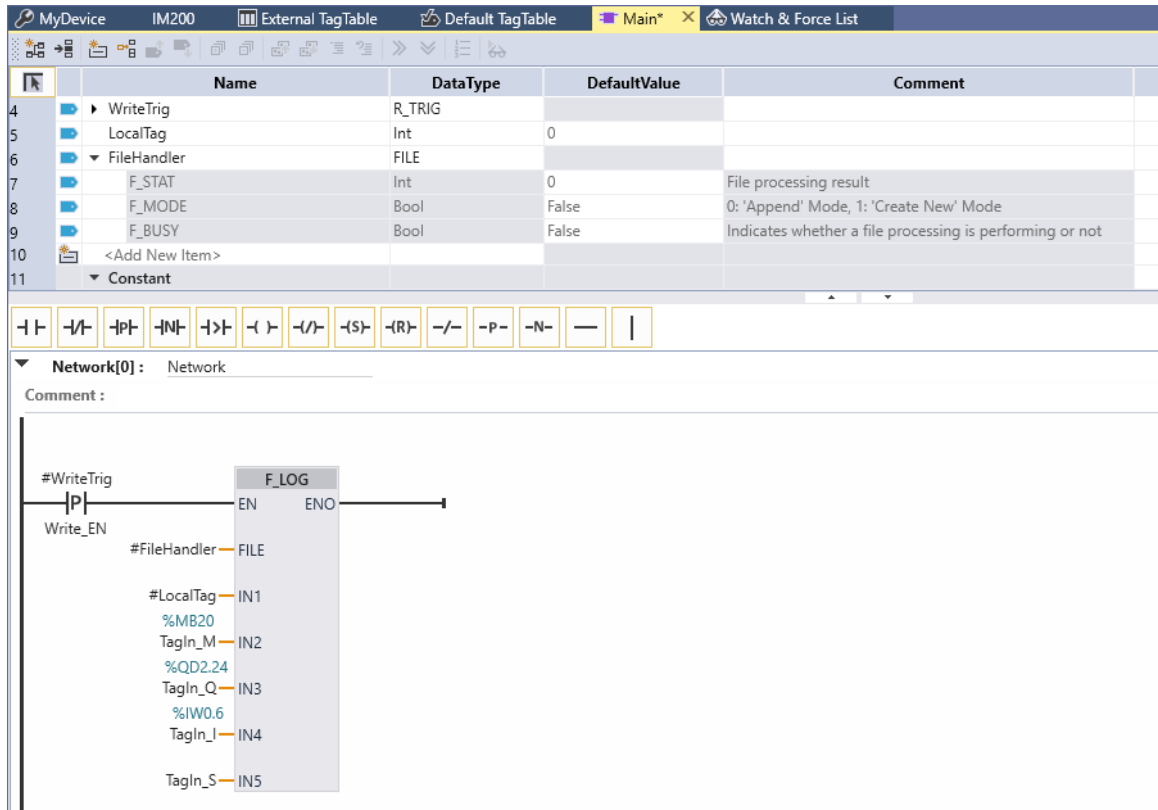 MyDevice IM200 External TagTable Default TagTable Main* Watch & Force List
Name DataType DefaultValue Comment
4 WriteTrig R_TRIG
5 LocalTag Int 0
6 FileHandler FILE
7 F_STAT Int 0 File processing result
8 F_MODE Bool False 0: 'Append' Mode, 1: 'Create New' Mode
9 F_BUSY Bool False Indicates whether a file processing is performing or not
10 <Add New Item>
11 Constant
P N > ( ) (/) (S) (R) P N
Network[0] : Network
Comment :
#WriteTrig F_LOG
P EN ENO
Write_EN
#FileHandler FILE
#LocalTag IN1
%MB20
TagIn_M IN2
%QD2.24
TagIn_Q IN3
%IW0.6
TagIn_I IN4
TagIn_S IN5